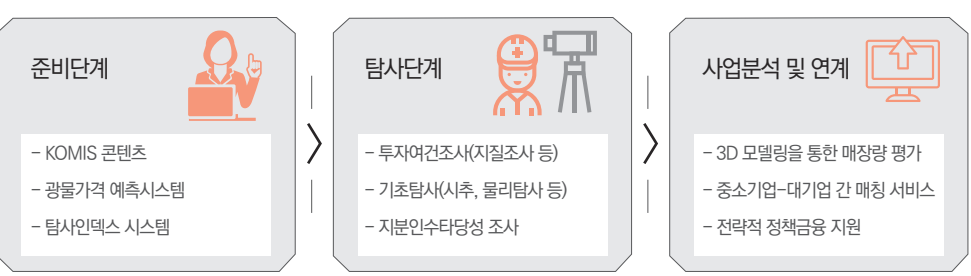 준비단계
- KOMIS 콘텐츠
- 광물가격 예측시스템
- 탐사인덱스 시스템
탐사단계
- 투자여건조사(지질조사 등)
- 기초탐사(시추, 물리탐사 등)
- 지분인수타당성 조사
사업분석 및 연계
- 3D 모델링을 통한 매장량 평가
- 중소기업-대기업 간 매칭 서비스
- 전략적 정책금융 지원